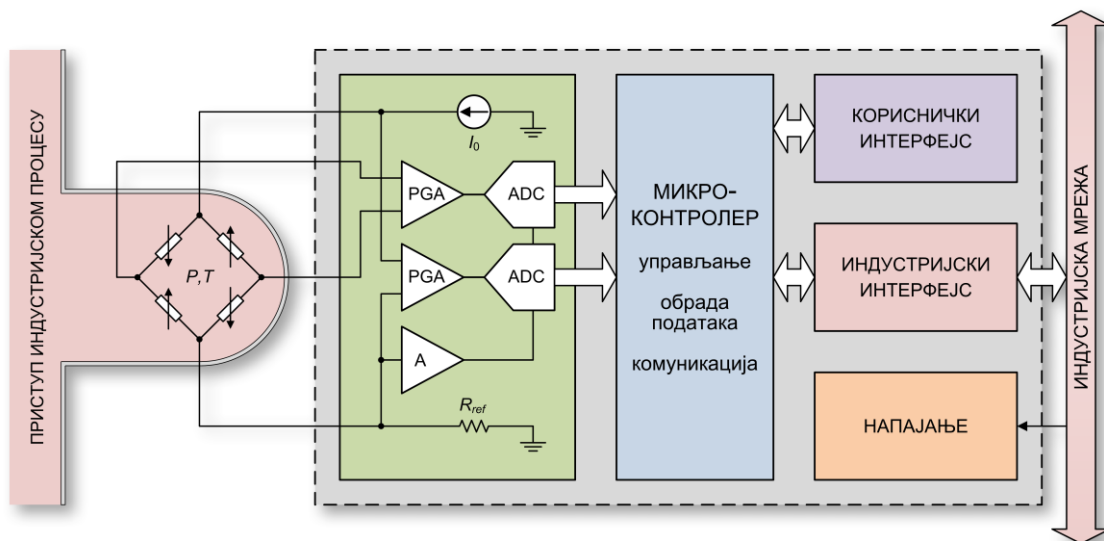 ПРИСТУП ИНДУСТРИЈСКОМ ПРОЦЕСУ
P,T
I0
PGA
ADC
PGA
ADC
A
Rref
МИКРО-
КОНТРОЛЕР
управљање
обрада
података
комуникација
КОРИСНИЧКИ
ИНТЕРФЕЈС
ИНДУСТРИЈСКИ
ИНТЕРФЕЈС
НАПАЈАЊЕ
ИНДУСТРИЈСКА МРЕЖА